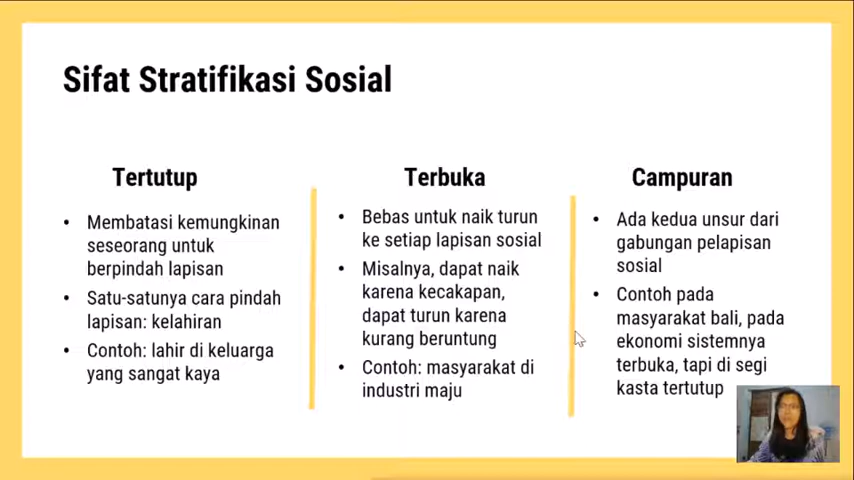 Sifat Stratifikasi Sosial
Tertutup
• Membatasi kemungkinan
seseorang untuk
berpindah lapisan
• Satu-satunya cara pindah
lapisan: kelahiran
• Contoh: lahir di keluarga
yang sangat kaya
Terbuka
• Bebas untuk naik turun
ke setiap lapisan sosial
• Misalnya, dapat naik
karena kecakapan,
dapat turun karena
kurang beruntung
• Contoh: masyarakat di
industri maju
Campuran
• Ada kedua unsur dari
gabungan pelapisan
sosial
• Contoh pada
masyarakat bali, pada
ekonomi sistemnya
terbuka, tapi di segi
kasta tertutup